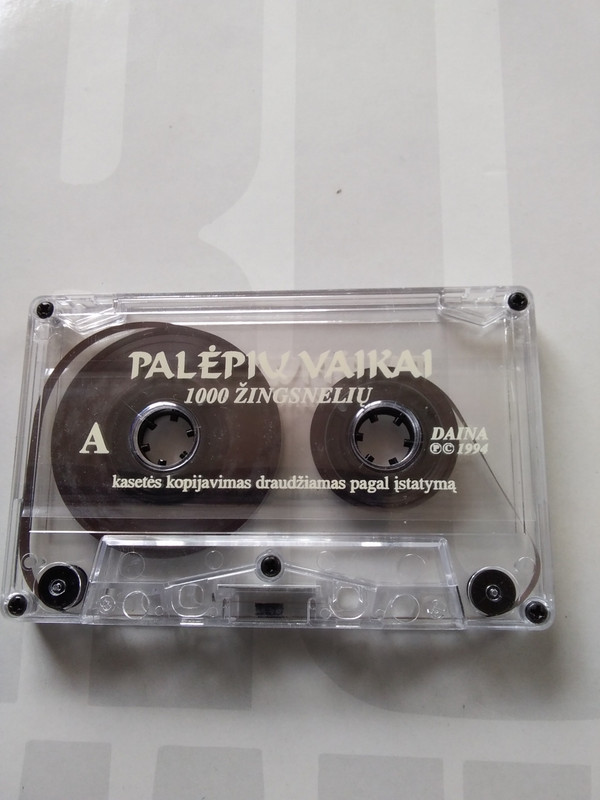 PALĖPIŲ VAIKAI
1000 ŽINGSNELIŲ
A
DAINA
℗© 1994
kasetės kopijavimas draudžiamas pagal įstatymą